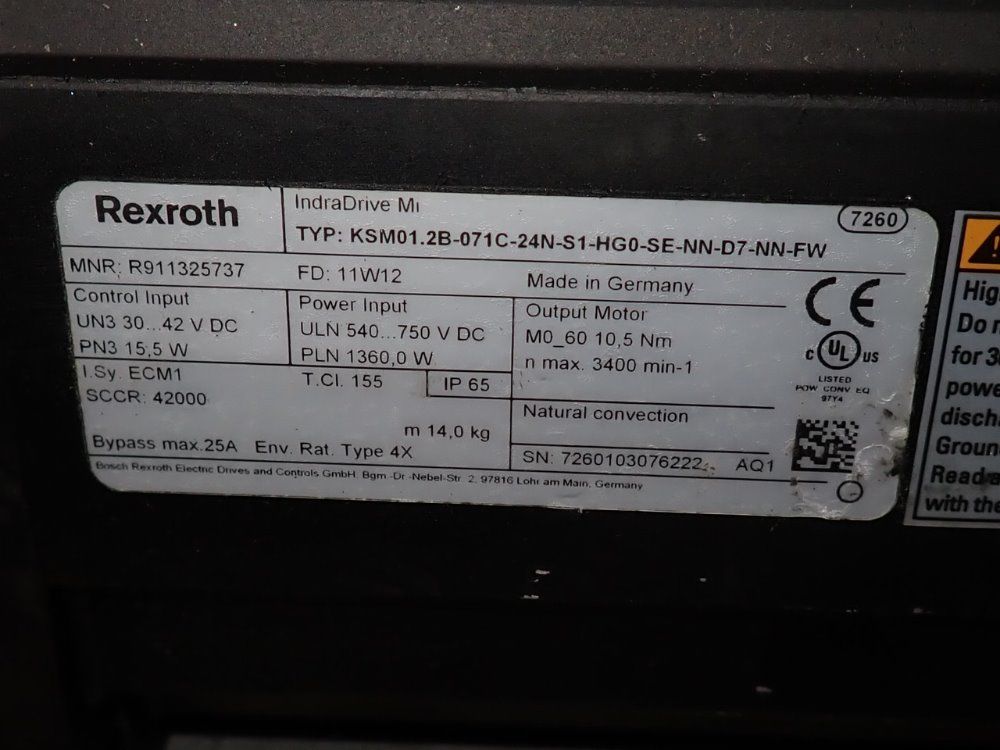 Rexroth
IndraDrive Mi
7260
TYP: KSM01.2B-071C-24N-S1-HG0-SE-NN-D7-NN-FW
MNR: R911325737
FD: 11W12
Made in Germany
Control Input
UN3 30...42 V DC
PN3 15,5 W
Power Input
ULN 540...750 V DC
PLN 1360,0 W
Output Motor
M0_60 10,5 Nm
n max. 3400 min-1
CE
C UL US
LISTED
POW CONV EQ
97Y4
I.Sy. ECM1
T.Cl. 155
IP 65
SCCR: 42000
m 14,0 kg
Natural convection
Bypass max.25A Env. Rat. Type 4X
SN: 7260103076222
AQ1
Bosch Rexroth Electric Drives and Controls GmbH, Bgm.-Dr.-Nebel-Str. 2, 97816 Lohr am Main, Germany
Hig
Do n
for 3
powe
disch
Groun
Read a
with the